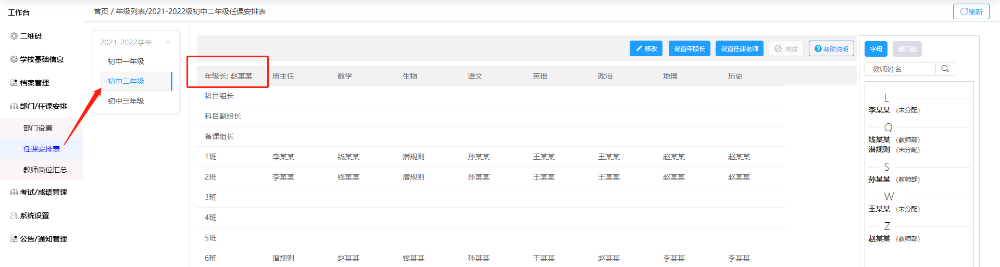 工作台
首页 / 年级列表/2021-2022级初中二年级任课安排表
刷新
二维码
学校基础信息
档案管理
部门/任课安排
部门设置
任课安排表
教师岗位汇总
考试/成绩管理
系统设置
公告/通知管理
2021-2022学年
初中一年级
初中二年级
初中三年级
修改 设置年段长 设置任课老师 完成 帮助说明
年级长: 赵某某 班主任 数学 生物 语文 英语 政治 地理 历史
科目组长
科目副组长
备课组长
1班 李某某 钱某某 潜规则 孙某某 王某某 王某某 赵某某 赵某某
2班 李某某 钱某某 潜规则 孙某某 王某某 王某某 赵某某 赵某某
3班
4班
5班
6班 潜规则 赵某某 钱某某 孙某某 王某某 赵某某 李某某 李某某
字母 部门组
教师姓名
L
李某某 (未分配)
Q
钱某某 (教师部)
潜规则 (未分配)
S
孙某某 (教师部)
W
王某某 (未分配)
Z
赵某某 (教师部)